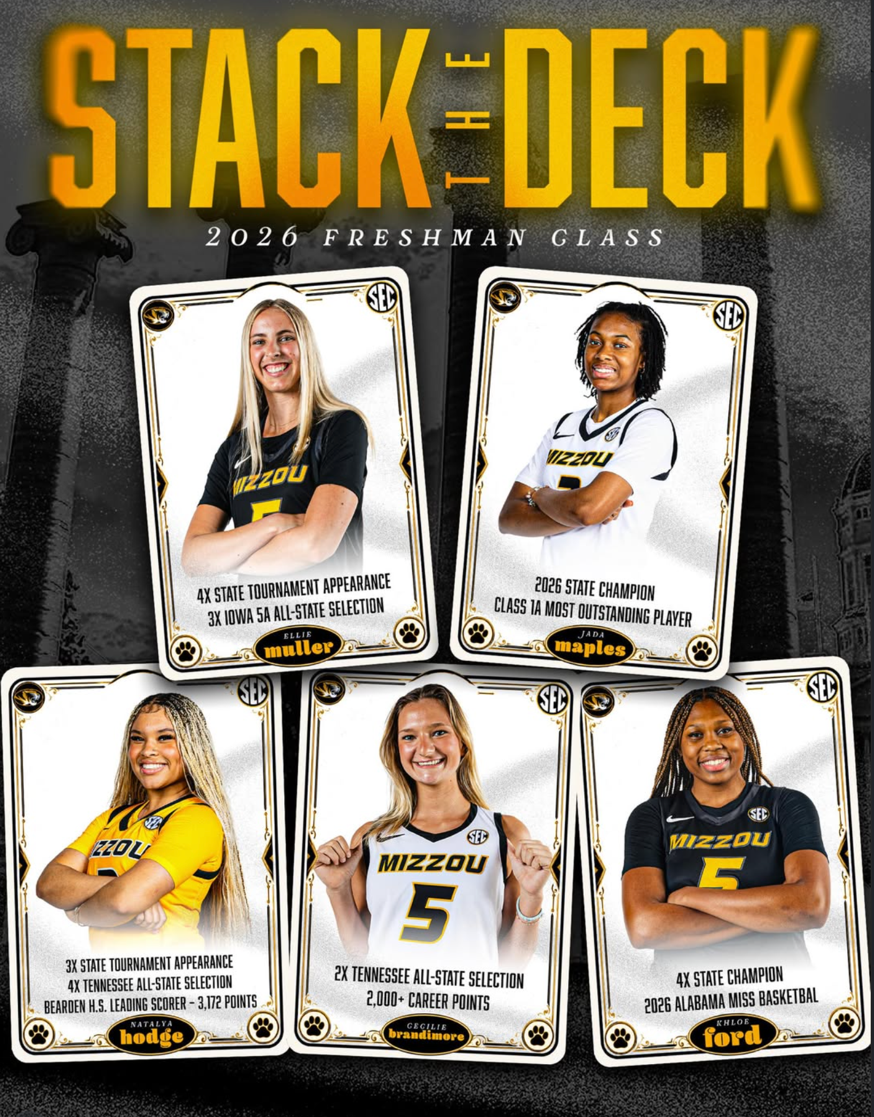 STACK THE DECK
2026 FRESHMAN CLASS
SEC
MIZZOU
5
4X STATE TOURNAMENT APPEARANCE
3X IOWA 5A ALL-STATE SELECTION
ELLIE
muller
SEC
SEC
MIZZOU
2026 STATE CHAMPION
CLASS 1A MOST OUTSTANDING PLAYER
JADA
maples
SEC
SEC
ZZOU
3X STATE TOURNAMENT APPEARANCE
4X TENNESSEE ALL-STATE SELECTION
BEARDEN H.S. LEADING SCORER - 3,172 POINTS
NATALYA
hodge
SEC
SEC
MIZZOU
5
2X TENNESSEE ALL-STATE SELECTION
2,000+ CAREER POINTS
CECILIE
brandimore
SEC
SEC
MIZZOU
5
4X STATE CHAMPION
2026 ALABAMA MISS BASKETBAL
KHLOE
ford